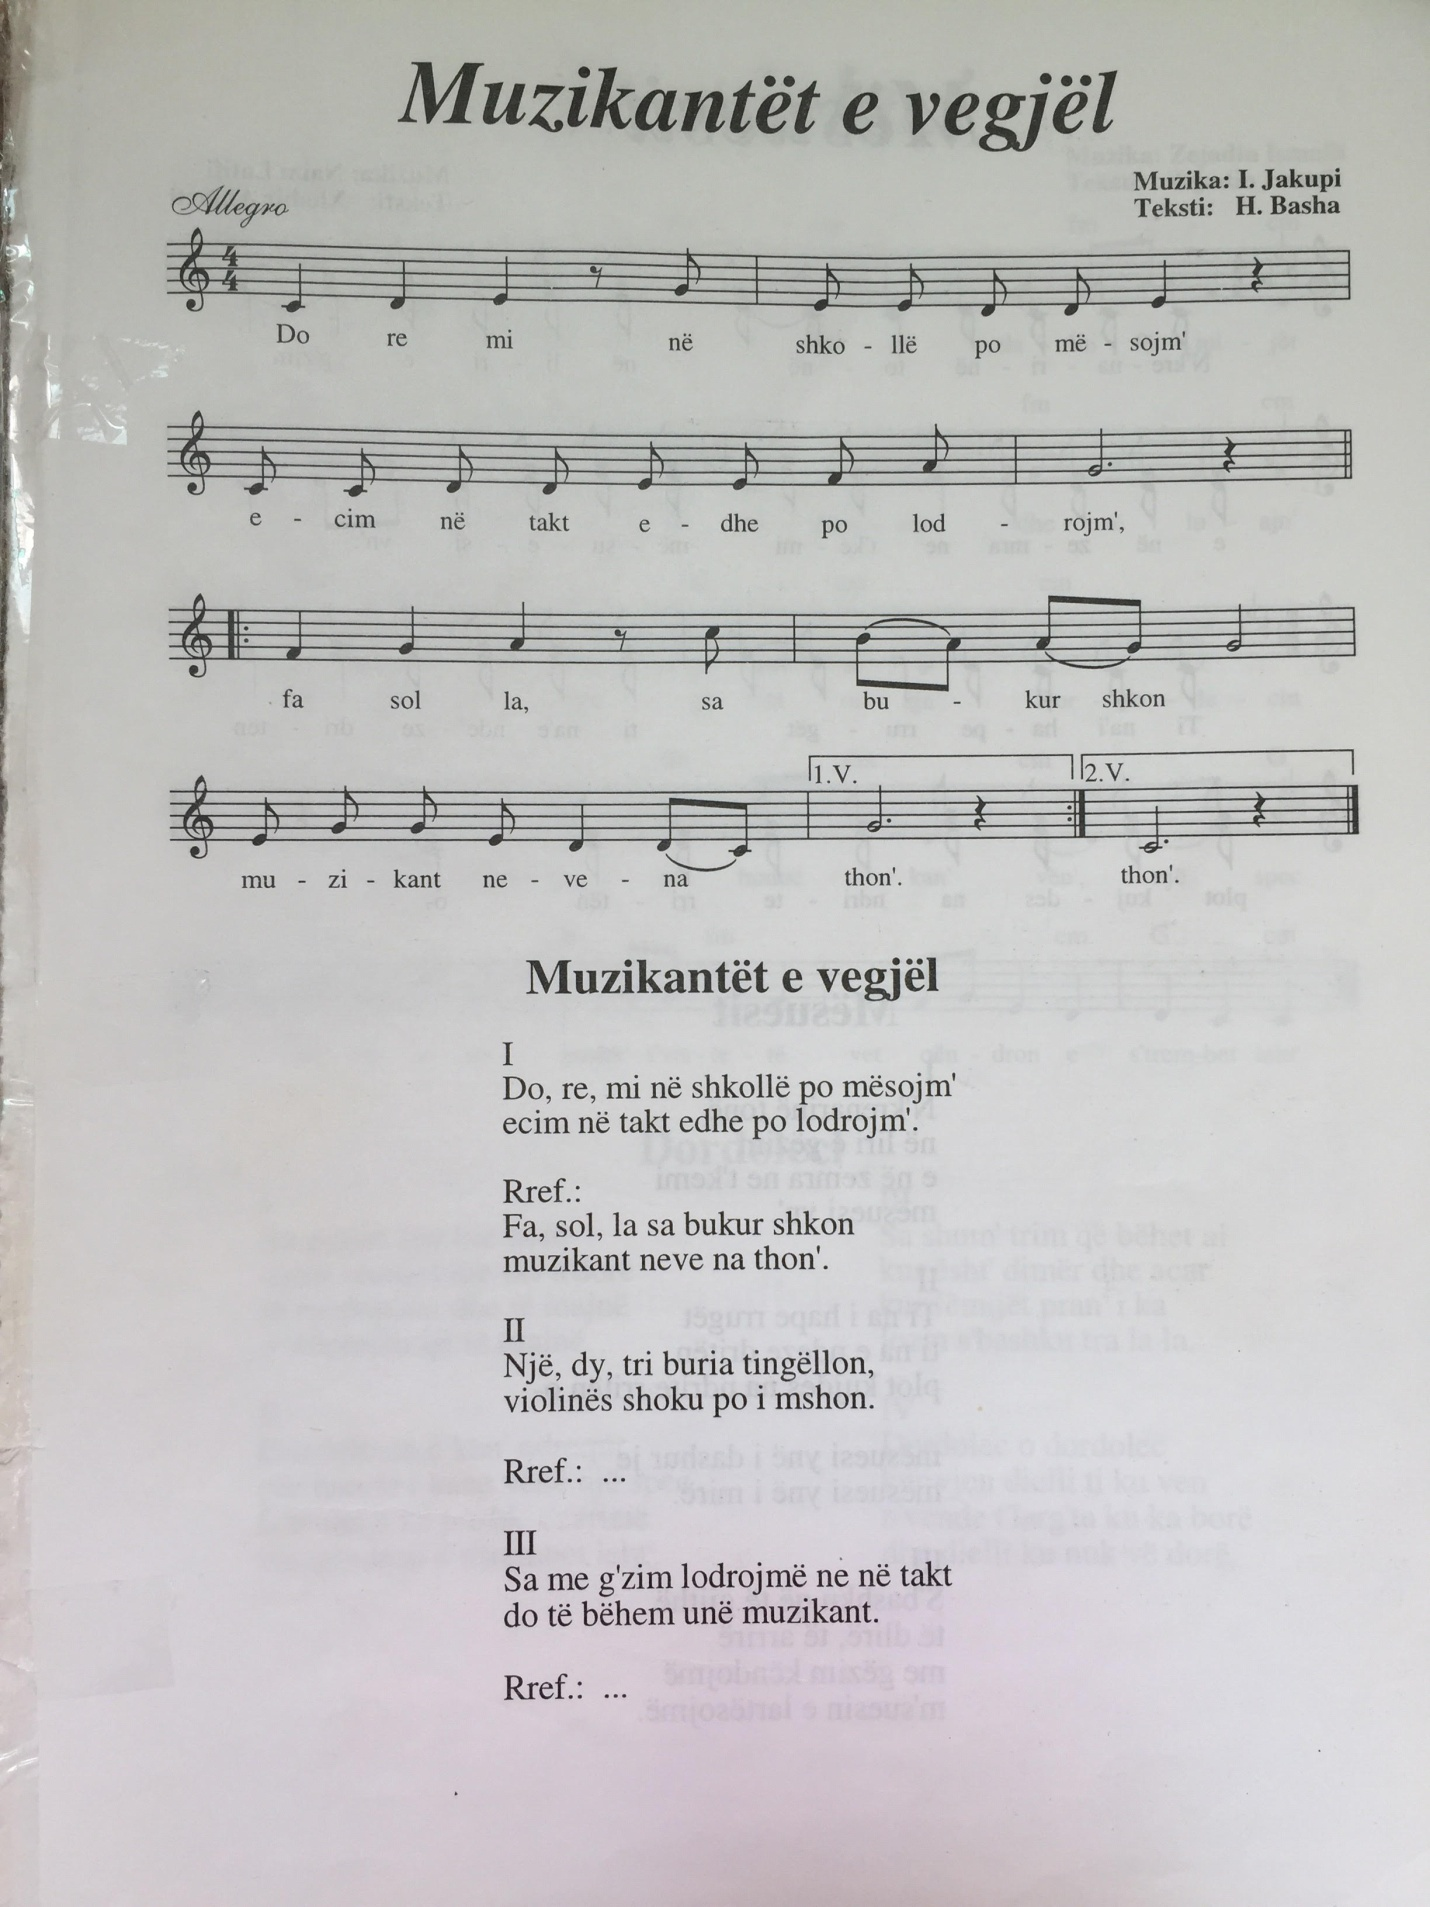 Muzikantët e vegjël
Muzika: I. Jakupi
Teksti: H. Basha
Allegro
4
4
Do re mi në shko - llë po më - sojm'
e - cim në takt e - dhe po lod - rojm',
fa sol la, sa bu - kur shkon
1.V. 2.V.
mu - zi - kant ne - ve - na thon'. thon'.
Muzikantët e vegjël
I
Do, re, mi në shkollë po mësojm'
ecim në takt edhe po lodrojm'.
Rref.:
Fa, sol, la sa bukur shkon
muzikant neve na thon'.
II
Një, dy, tri buria tingëllon,
violinës shoku po i mshon.
Rref.: ...
III
Sa me g'zim lodrojmë ne në takt
do të bëhem unë muzikant.
Rref.: ...